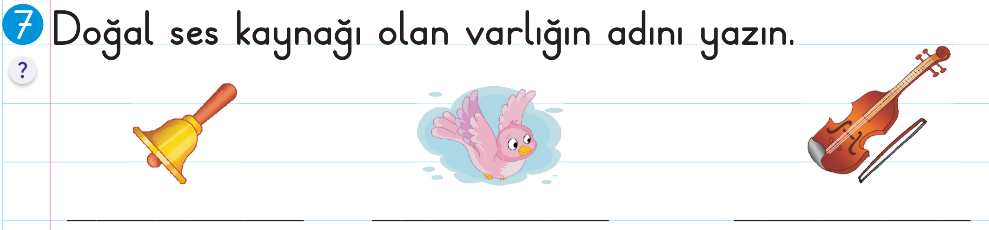 7 Doğal ses kaynağı olan varlığın adını yazın.
?